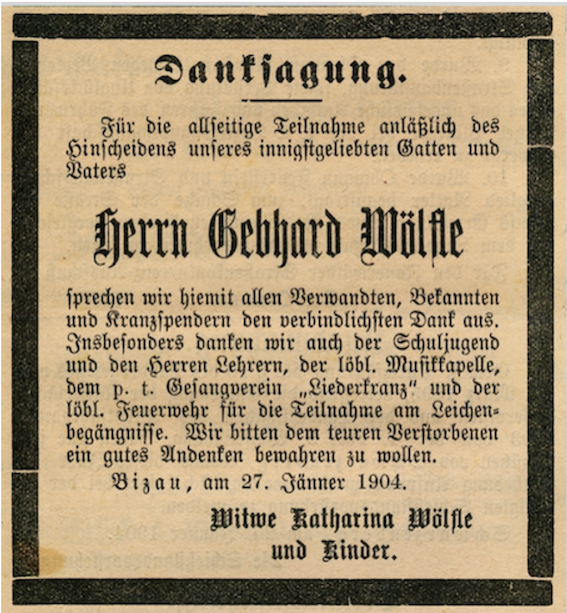 Danksagung.
Für die allseitige Teilnahme anläßlich des
Hinscheidens unseres innigstgeliebten Gatten und
Vaters
Herrn Gebhard Wölfle
sprechen wir hiemit allen Verwandten, Bekannten
und Kranzspendern den verbindlichsten Dank aus.
Insbesonders danken wir auch der Schuljugend
und den Herren Lehrern, der löbl. Musikkapelle,
dem p. t. Gesangverein „Liederkranz“ und der
löbl. Feuerwehr für die Teilnahme am Leichen-
begängnisse. Wir bitten dem teuren Verstorbenen
ein gutes Andenken bewahren zu wollen.
Bizau, am 27. Jänner 1904.
Witwe Katharina Wölfle
und Kinder.